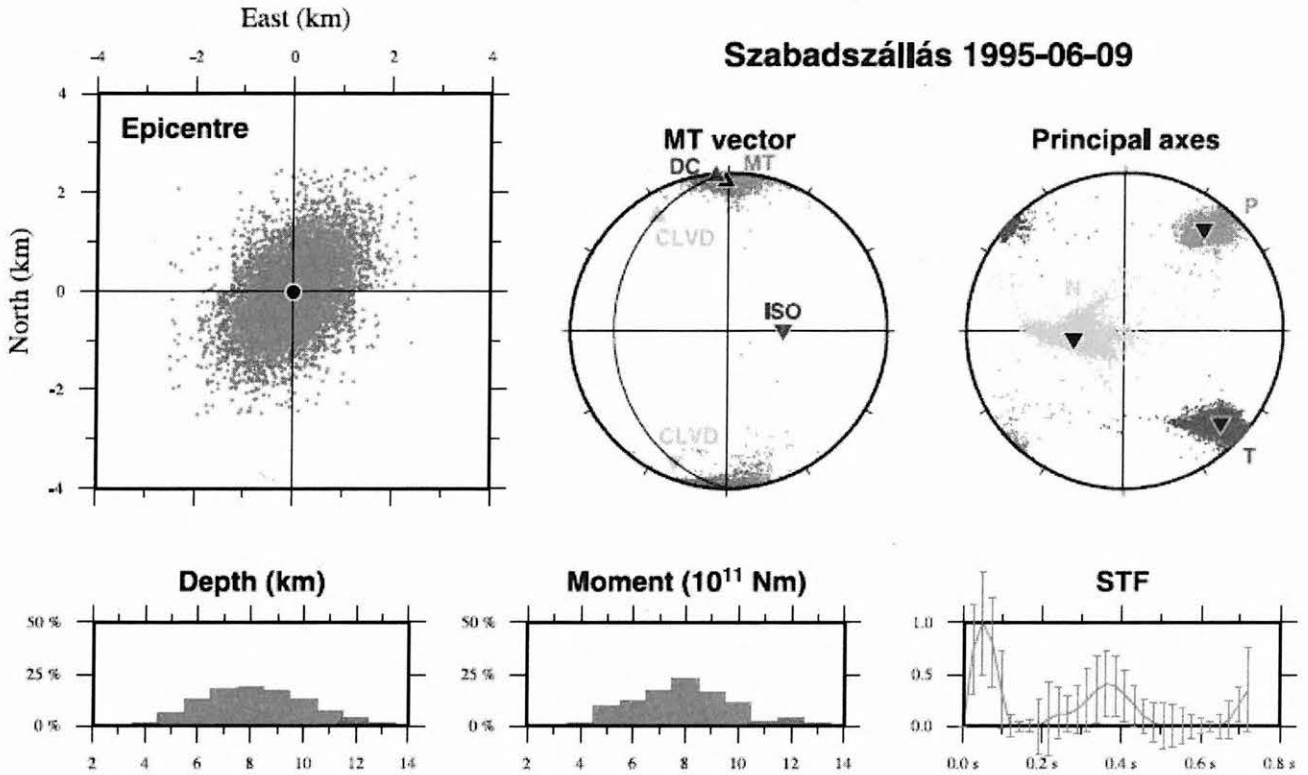 East (km)
-4 -2 0 2 4
Szabadszállás 1995-06-09
4
2
0
-2
-4
North (km)
Epicentre
MT vector
DC MT
CLVD
ISO
CLVD
Principal axes
P
N
T
Depth (km)
50 %
25 %
0 %
2 4 6 8 10 12 14
Moment (10¹¹ Nm)
50 %
25 %
0 %
2 4 6 8 10 12 14
STF
1.0
0.5
0.0
0.0 s 0.2 s 0.4 s 0.6 s 0.8 s